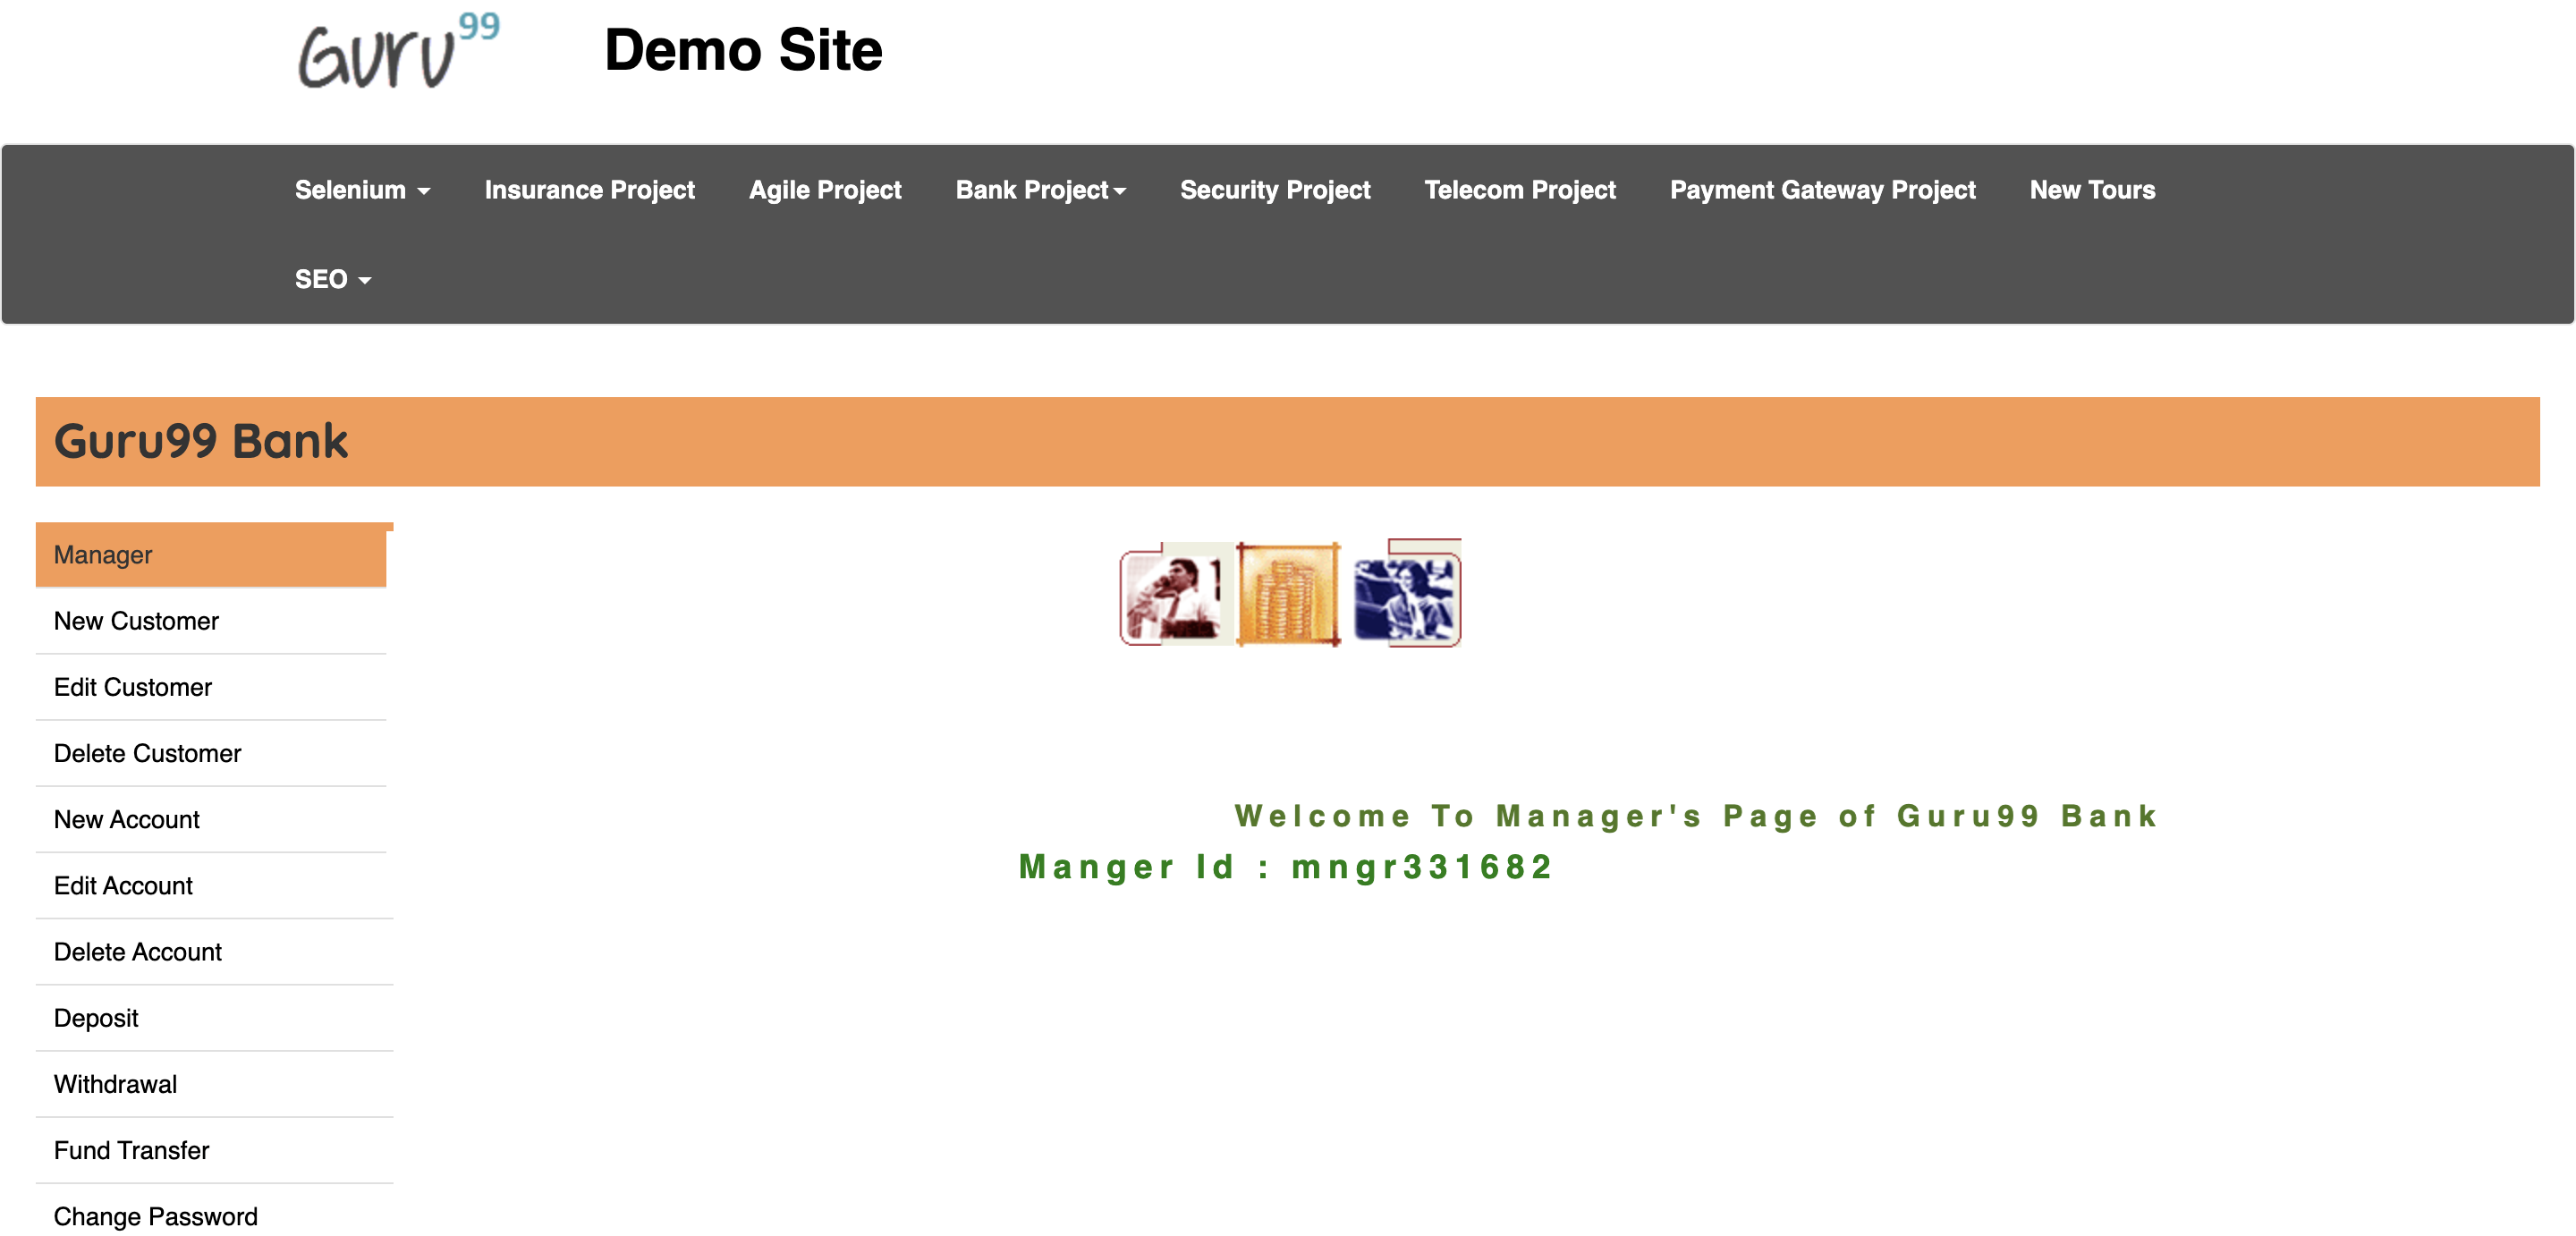 Guru99
Demo Site
Selenium Insurance Project Agile Project Bank Project Security Project Telecom Project Payment Gateway Project New Tours
SEO
Guru99 Bank
Manager
New Customer
Edit Customer
Delete Customer
New Account
Edit Account
Delete Account
Deposit
Withdrawal
Fund Transfer
Change Password
Welcome To Manager's Page of Guru99 Bank
Manger Id : mngr331682